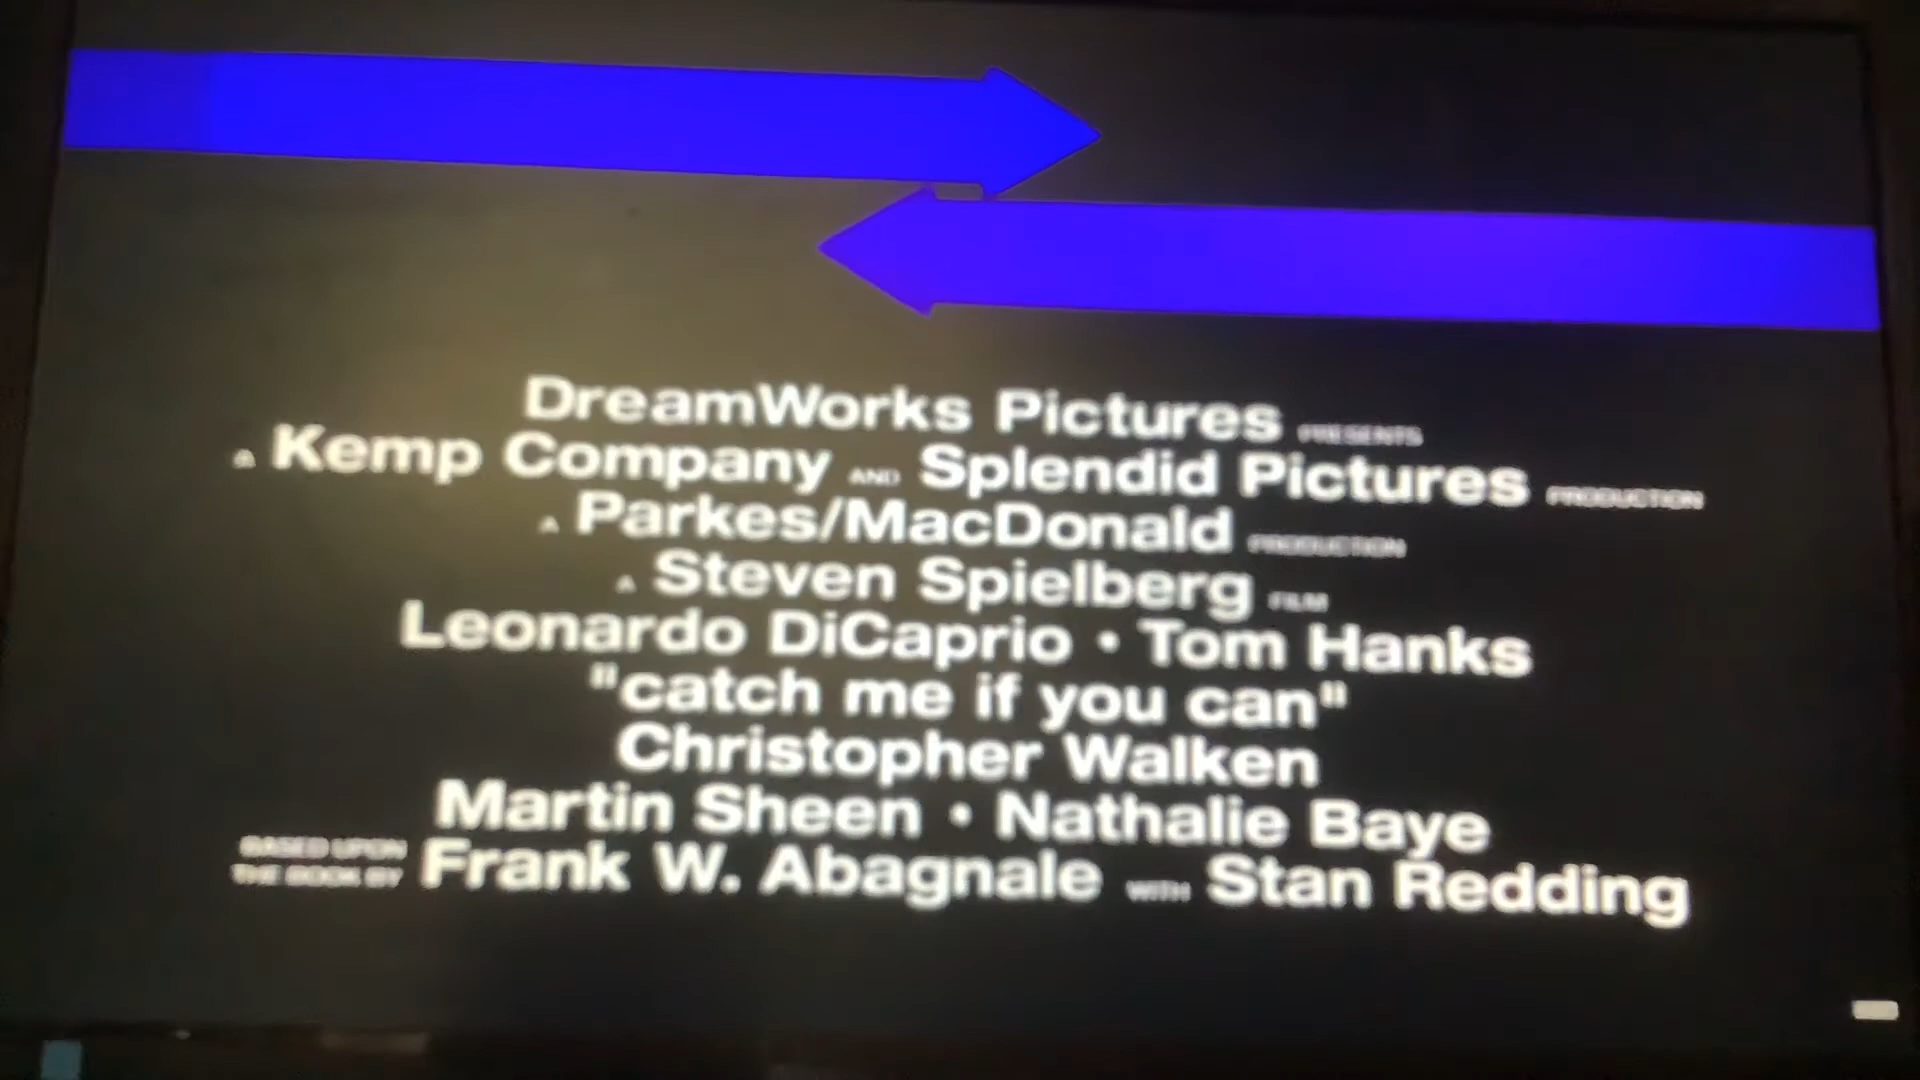 DreamWorks Pictures PRESENTS
A Kemp Company AND Splendid Pictures PRODUCTION
A Parkes/MacDonald PRODUCTION
A Steven Spielberg FILM
Leonardo DiCaprio • Tom Hanks
"catch me if you can"
Christopher Walken
Martin Sheen • Nathalie Baye
BASED UPON THE BOOK BY Frank W. Abagnale WITH Stan Redding